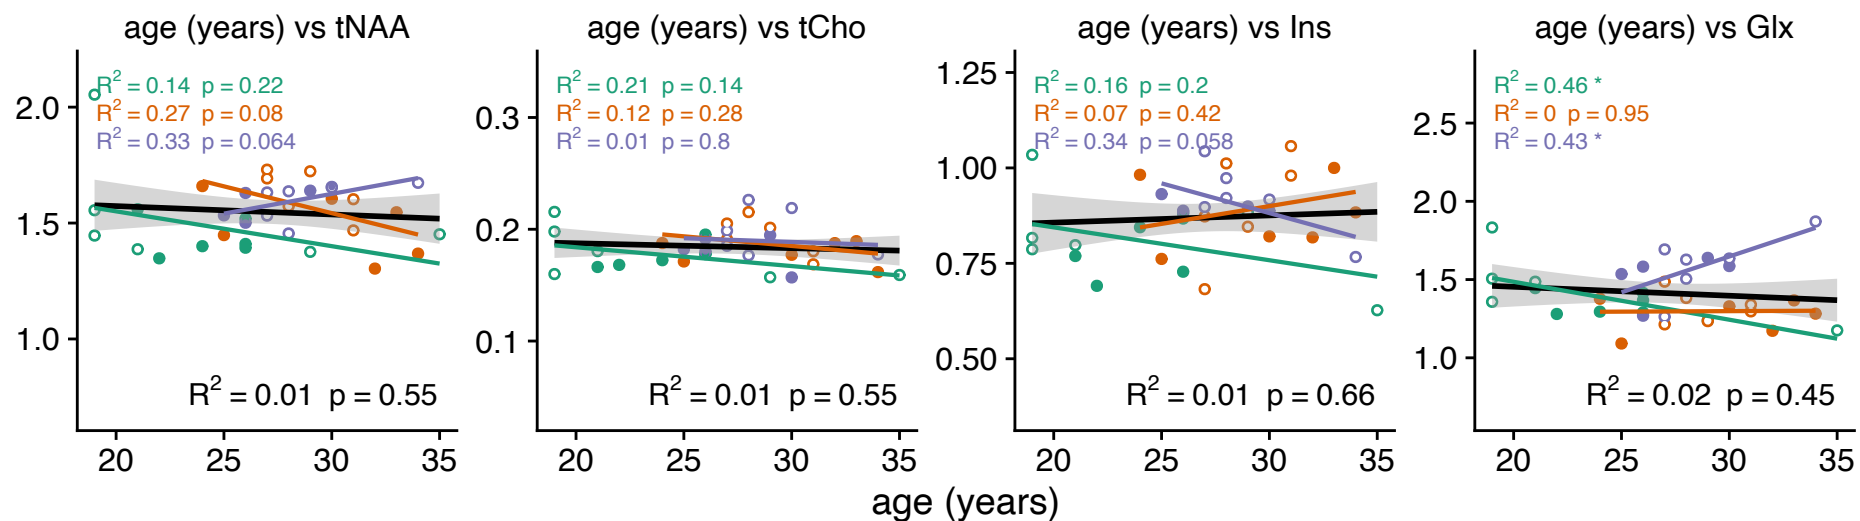 age (years) vs tNAA
R² = 0.14 p = 0.22
R² = 0.27 p = 0.08
R² = 0.33 p = 0.064
2.0
1.5
1.0
R² = 0.01 p = 0.55
20 25 30 35
age (years) vs tCho
R² = 0.21 p = 0.14
R² = 0.12 p = 0.28
R² = 0.01 p = 0.8
0.3
0.2
0.1
R² = 0.01 p = 0.55
20 25 30 35
age (years) vs Ins
R² = 0.16 p = 0.2
R² = 0.07 p = 0.42
R² = 0.34 p = 0.058
1.25
1.00
0.75
0.50
R² = 0.01 p = 0.66
20 25 30 35
age (years) vs Glx
R² = 0.46 *
R² = 0 p = 0.95
R² = 0.43 *
2.5
2.0
1.5
1.0
R² = 0.02 p = 0.45
20 25 30 35
age (years)